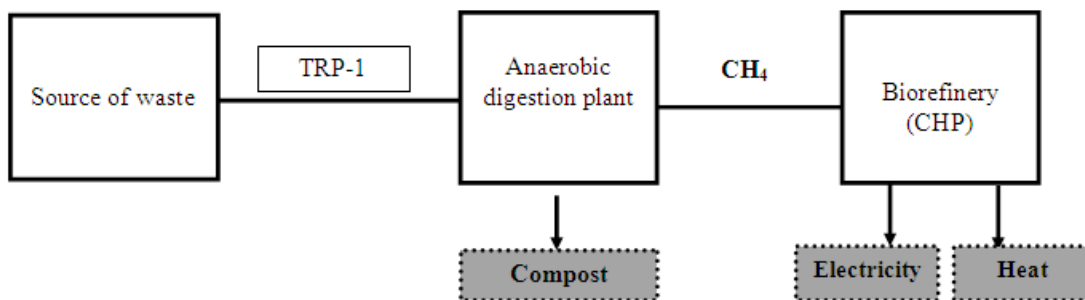 Source of waste
TRP-1
Anaerobic
digestion plant
CH₄
Biorefinery
(CHP)
Compost
Electricity
Heat